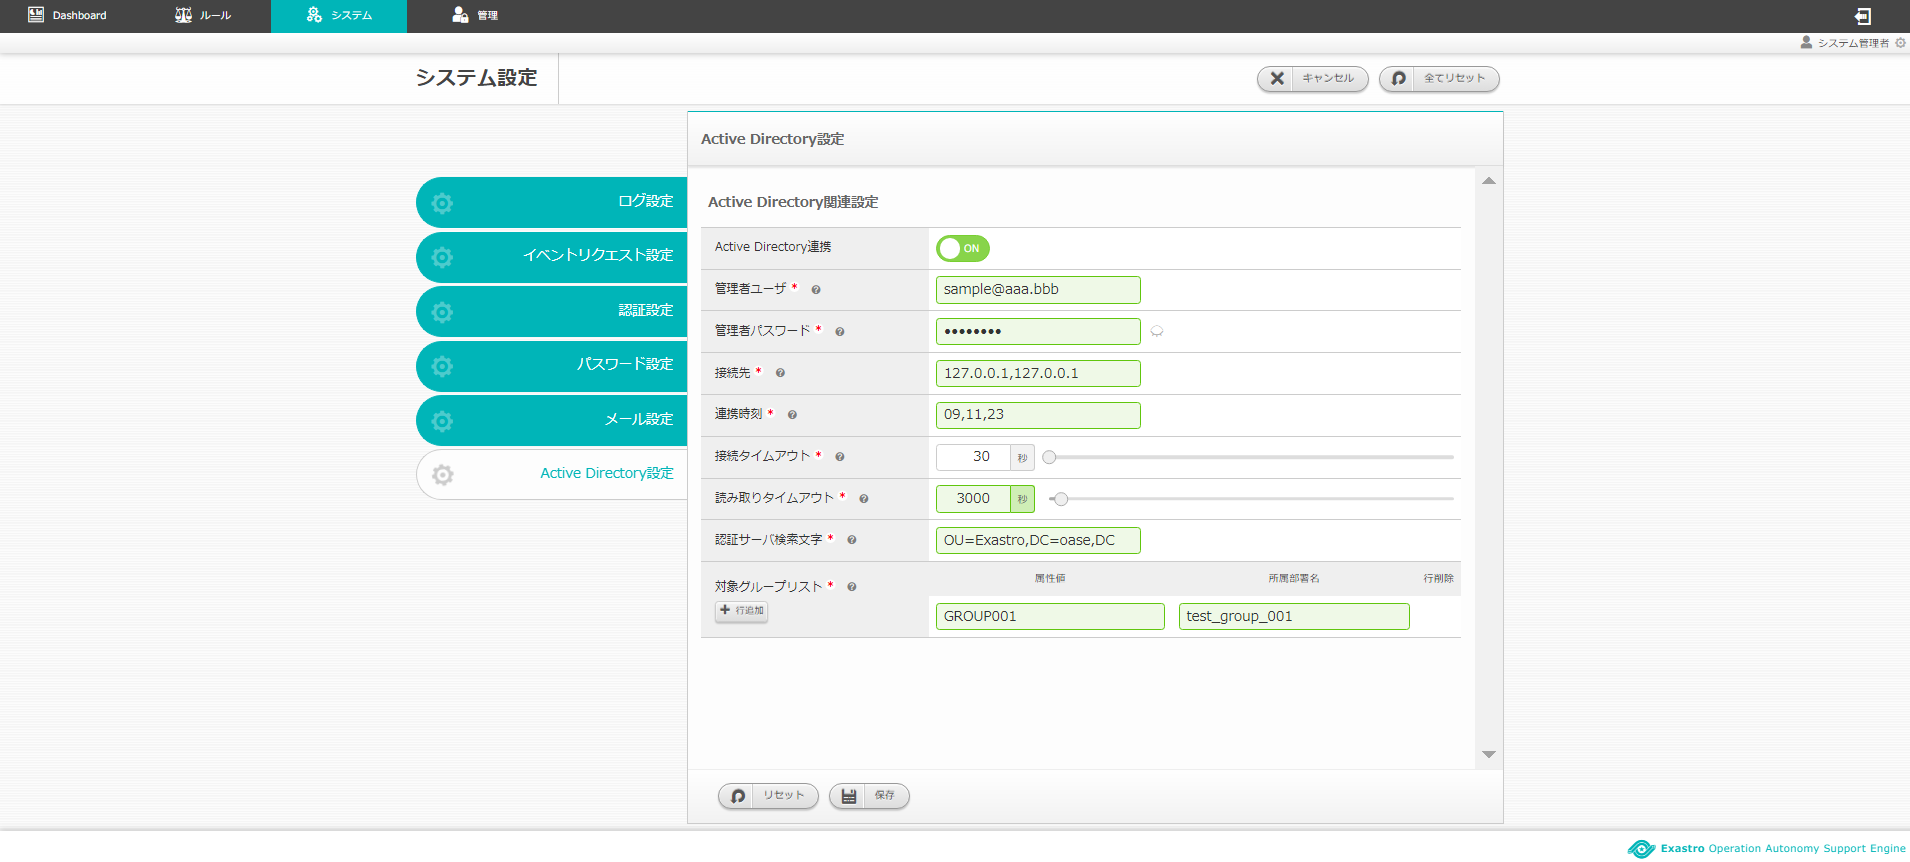 Dashboard
ルール
システム
管理
システム管理者
システム設定
キャンセル
全てリセット
Active Directory設定
ログ設定
イベントリクエスト設定
認証設定
パスワード設定
メール設定
Active Directory設定
Active Directory関連設定
Active Directory連携
ON
管理者ユーザ *
sample@aaa.bbb
管理者パスワード *
••••••••
接続先 *
127.0.0.1,127.0.0.1
連携時刻 *
09,11,23
接続タイムアウト *
30 秒
読み取りタイムアウト *
3000 秒
認証サーバ検索文字 *
OU=Exastro,DC=oase,DC
対象グループリスト *
行追加
属性値 所属部署名 行削除
GROUP001 test_group_001
リセット
保存
Exastro Operation Autonomy Support Engine